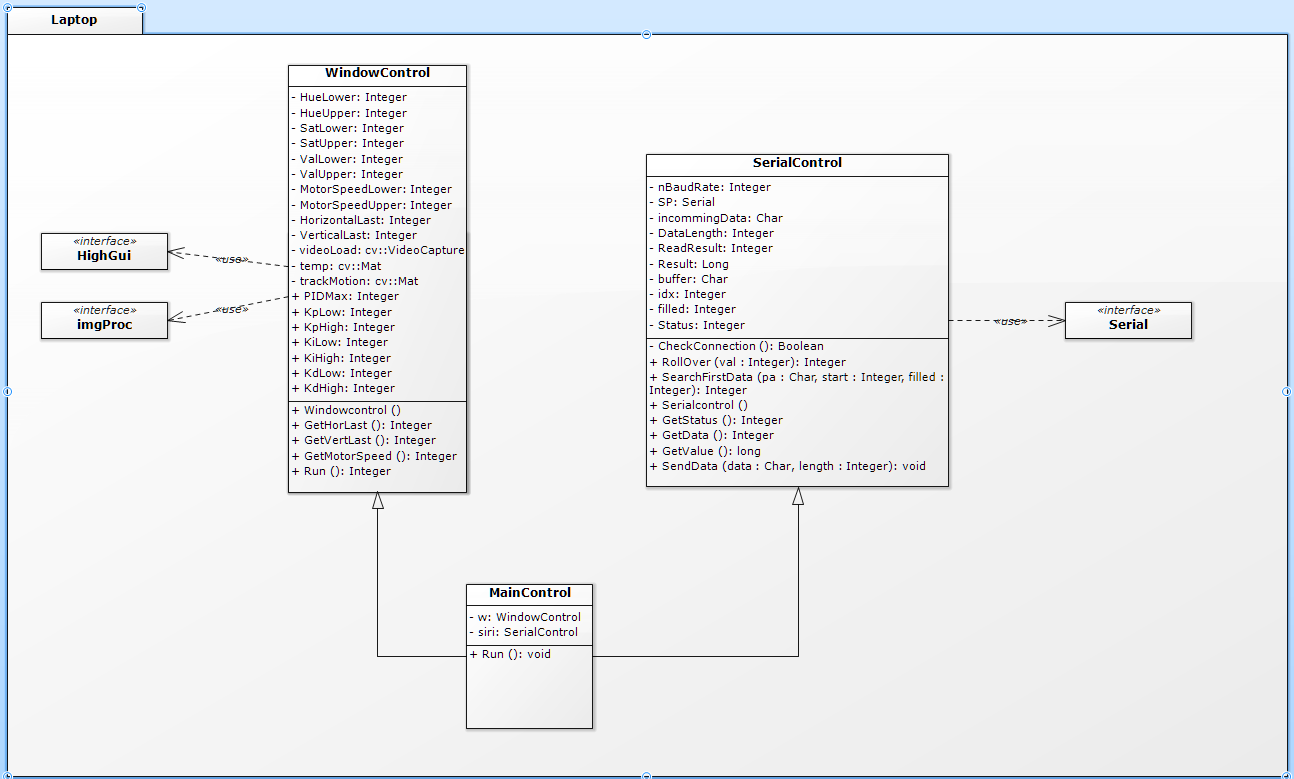 Laptop
WindowControl
- HueLower: Integer
- HueUpper: Integer
- SatLower: Integer
- SatUpper: Integer
- ValLower: Integer
- ValUpper: Integer
- MotorSpeedLower: Integer
- MotorSpeedUpper: Integer
- HorizontalLast: Integer
- VerticalLast: Integer
- videoLoad: cv::VideoCapture
- temp: cv::Mat
- trackMotion: cv::Mat
+ PIDMax: Integer
+ KpLow: Integer
+ KpHigh: Integer
+ KiLow: Integer
+ KiHigh: Integer
+ KdLow: Integer
+ KdHigh: Integer
+ Windowcontrol ()
+ GetHorLast (): Integer
+ GetVertLast (): Integer
+ GetMotorSpeed (): Integer
+ Run (): Integer
«interface»
HighGui
«use»
«interface»
imgProc
«use»
SerialControl
- nBaudRate: Integer
- SP: Serial
- incommingData: Char
- DataLength: Integer
- ReadResult: Integer
- Result: Long
- buffer: Char
- idx: Integer
- filled: Integer
- Status: Integer
- CheckConnection (): Boolean
+ RollOver (val : Integer): Integer
+ SearchFirstData (pa : Char, start : Integer, filled :
Integer): Integer
+ Serialcontrol ()
+ GetStatus (): Integer
+ GetData (): Integer
+ GetValue (): long
+ SendData (data : Char, length : Integer): void
«use»
«interface»
Serial
MainControl
- w: WindowControl
- siri: SerialControl
+ Run (): void